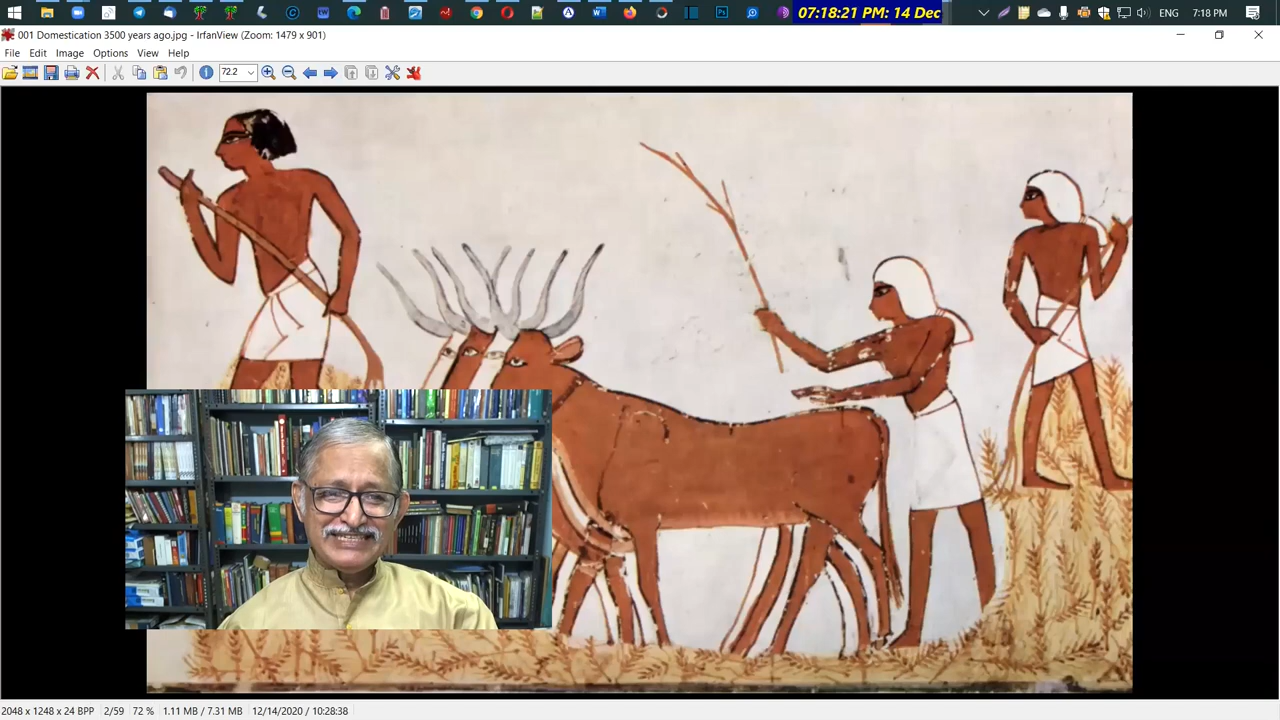 07:18:21 PM: 14 Dec
ENG
7:18 PM
001 Domestication 3500 years ago.jpg - IrfanView (Zoom: 1479 x 901)
File Edit Image Options View Help
72.2
2048 x 1248 x 24 BPP 2/59 72 % 1.11 MB / 7.31 MB 12/14/2020 / 10:28:38